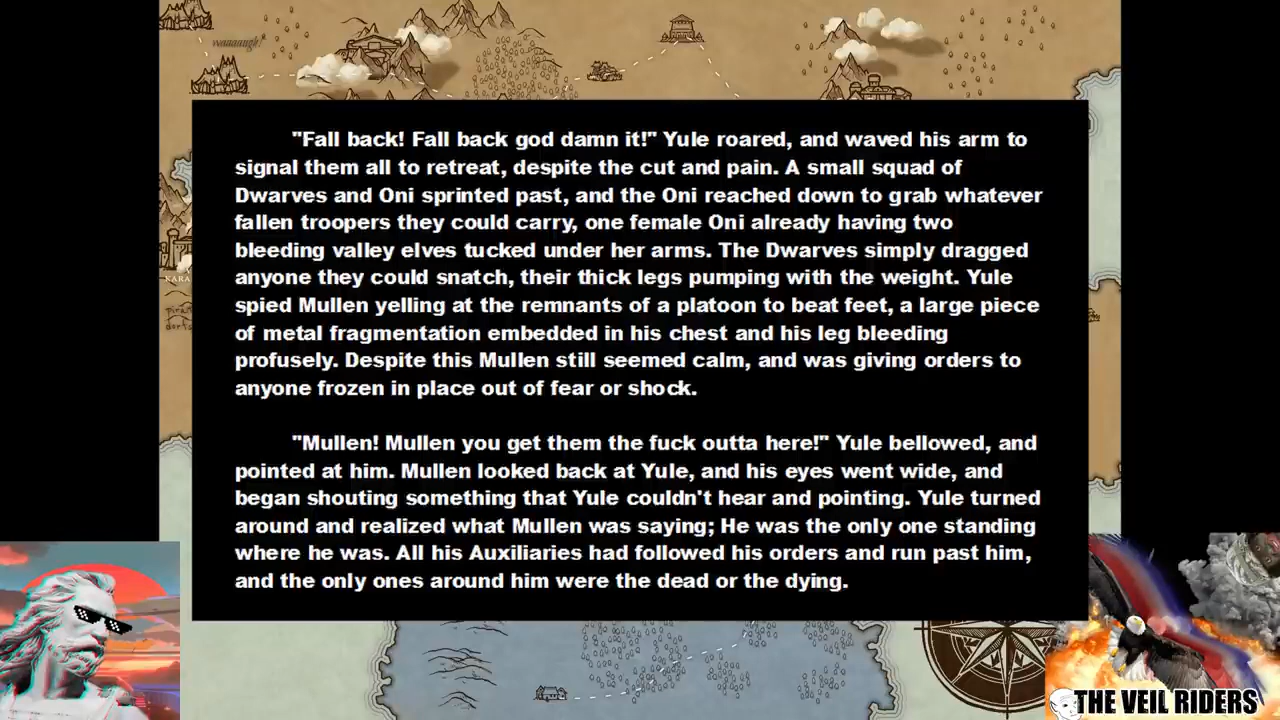 waaaaugh!
"Fall back! Fall back god damn it!" Yule roared, and waved his arm to
signal them all to retreat, despite the cut and pain. A small squad of
Dwarves and Oni sprinted past, and the Oni reached down to grab whatever
fallen troopers they could carry, one female Oni already having two
bleeding valley elves tucked under her arms. The Dwarves simply dragged
anyone they could snatch, their thick legs pumping with the weight. Yule
spied Mullen yelling at the remnants of a platoon to beat feet, a large piece
of metal fragmentation embedded in his chest and his leg bleeding
profusely. Despite this Mullen still seemed calm, and was giving orders to
anyone frozen in place out of fear or shock.
"Mullen! Mullen you get them the fuck outta here!" Yule bellowed, and
pointed at him. Mullen looked back at Yule, and his eyes went wide, and
began shouting something that Yule couldn't hear and pointing. Yule turned
around and realized what Mullen was saying; He was the only one standing
where he was. All his Auxiliaries had followed his orders and run past him,
and the only ones around him were the dead or the dying.
THE VEIL RIDERS